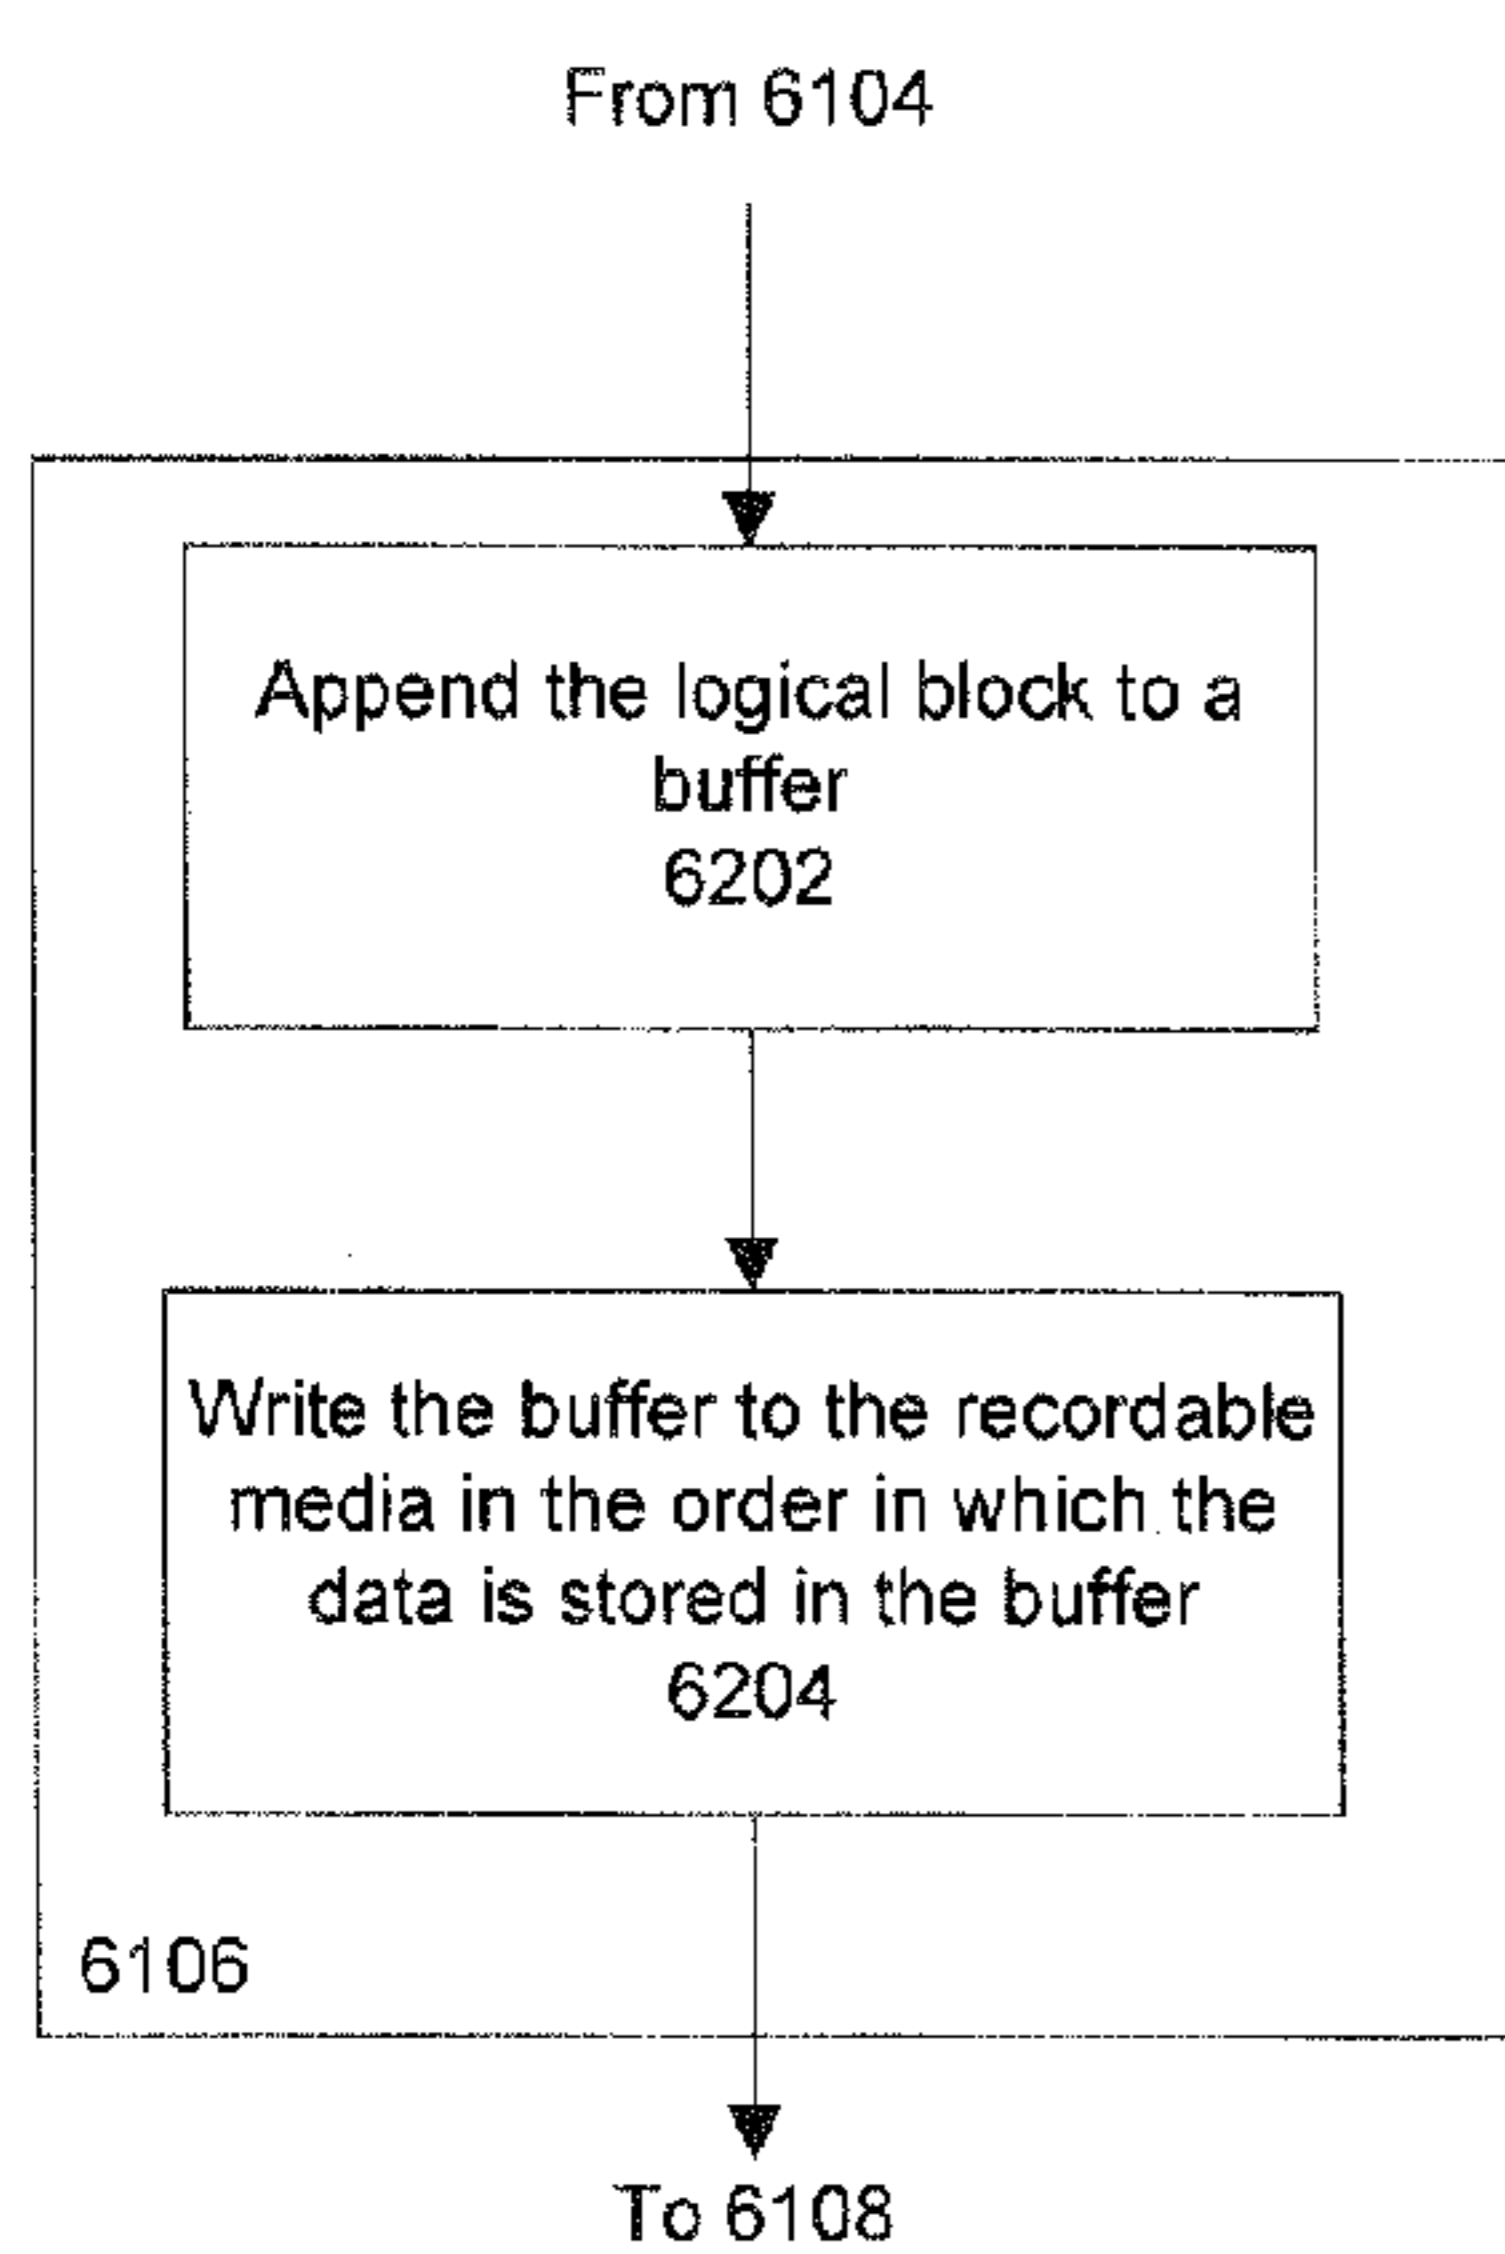 From 6104
Append the logical block to a
buffer
6202
Write the buffer to the recordable
media in the order in which the
data is stored in the buffer
6204
6106
To 6108